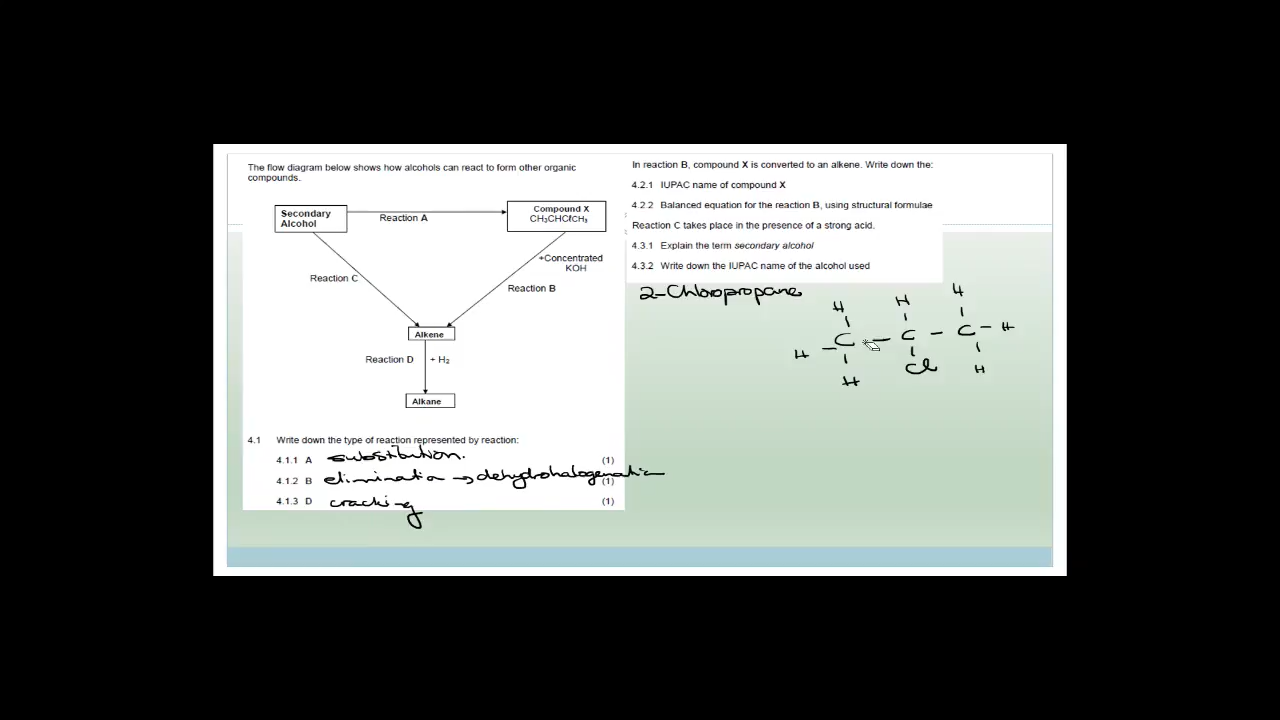 The flow diagram below shows how alcohols can react to form other organic
compounds.
Secondary
Alcohol
Reaction A
Compound X
CH₃CHCℓCH₃
+Concentrated
KOH
Reaction C
Reaction B
Alkene
Reaction D
+ H₂
Alkane
4.1 Write down the type of reaction represented by reaction:
4.1.1 A substitution. (1)
4.1.2 B elimination → dehydrohalogenation (1)
4.1.3 D cracking (1)
In reaction B, compound X is converted to an alkene. Write down the:
4.2.1 IUPAC name of compound X
4.2.2 Balanced equation for the reaction B, using structural formulae
Reaction C takes place in the presence of a strong acid.
4.3.1 Explain the term secondary alcohol
4.3.2 Write down the IUPAC name of the alcohol used
2-Chloropropane
H H H
H C C C H
H Cl H